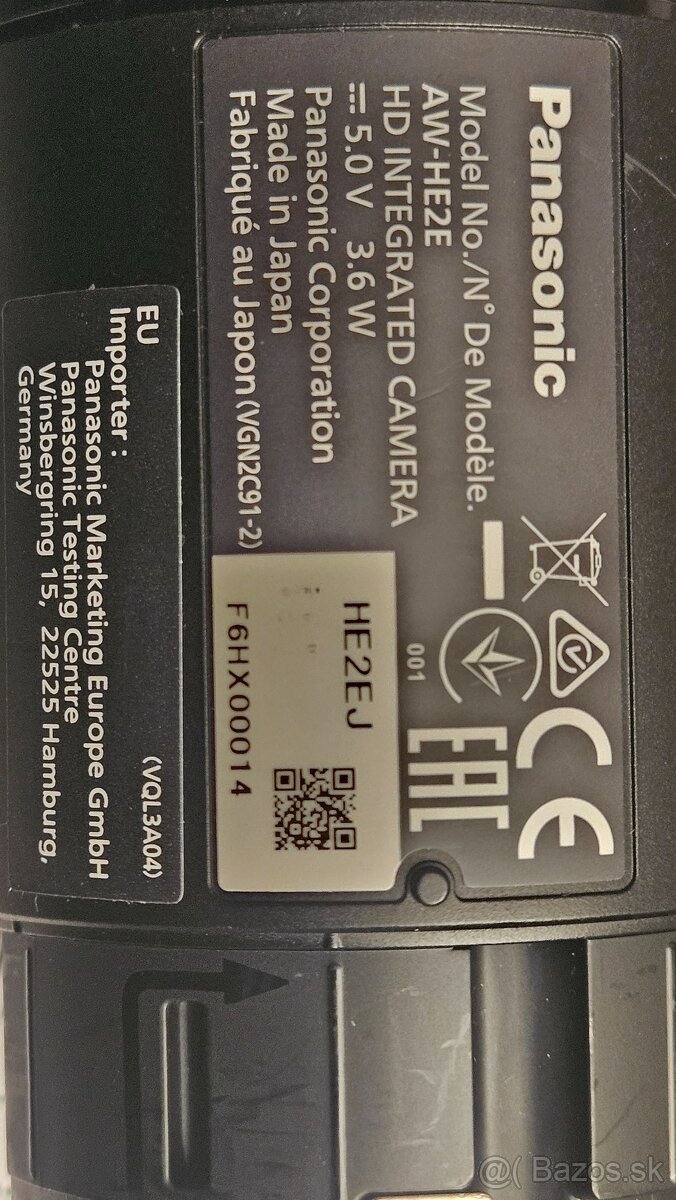 Panasonic
Model No./N° De Modèle.
AW-HE2E
HD INTEGRATED CAMERA
5.0 V 3.6 W
Panasonic Corporation
Made in Japan
Fabriqué au Japon (VGN2C91-2)
CE
001
EAC
HE2EJ
F6HX00014
EU
Importer :
Panasonic Marketing Europe GmbH
Panasonic Testing Centre
Winsbergring 15, 22525 Hamburg,
Germany
(VQL3A04)
@( Bazos.sk